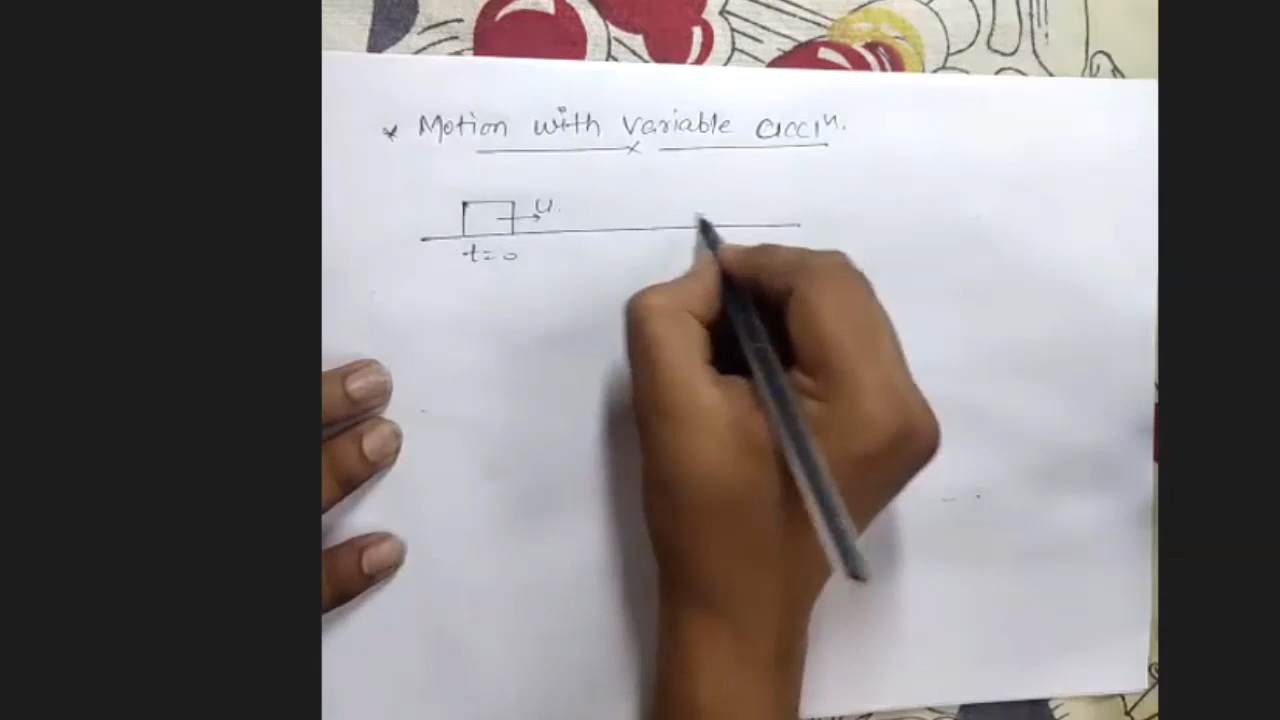 * Motion with variable acclⁿ.
u.
t=0